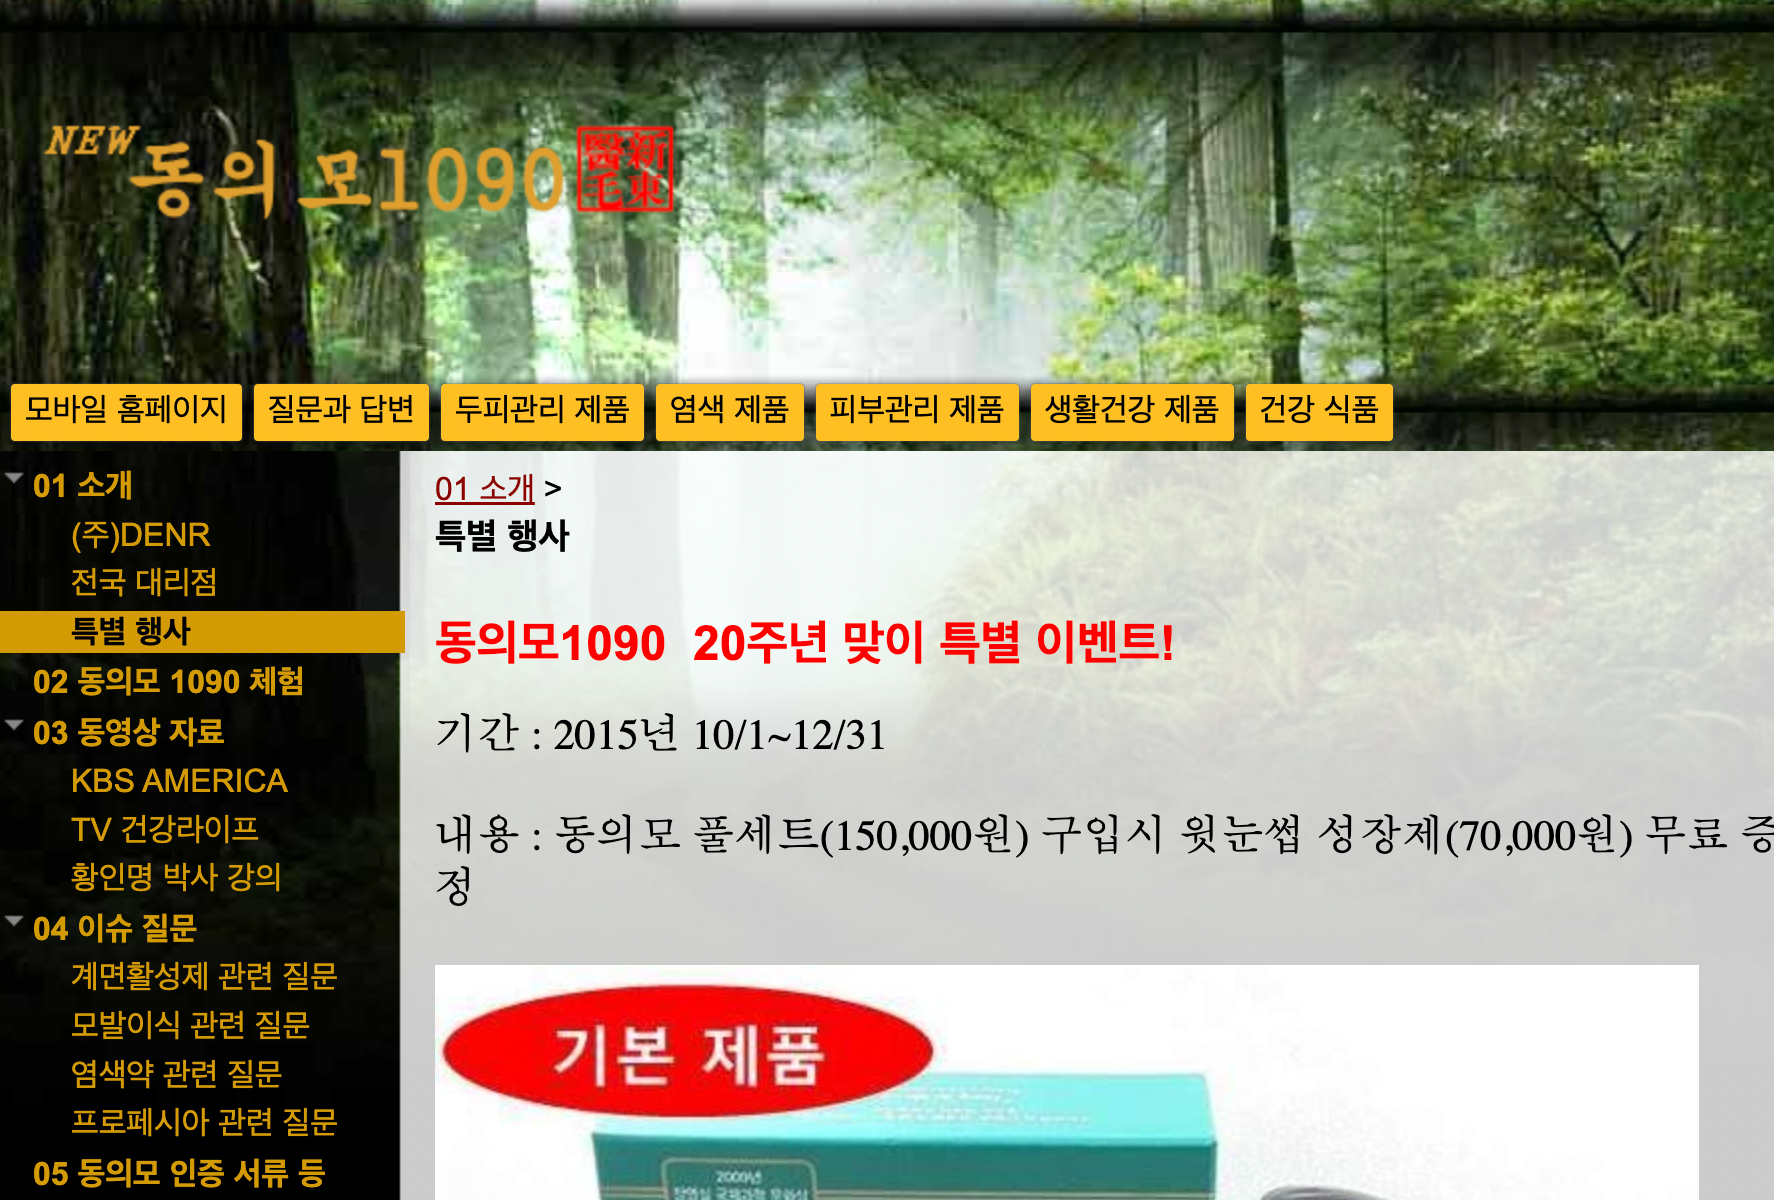 NEW
동의모1090
新東醫毛
모바일 홈페이지 질문과 답변 두피관리 제품 염색 제품 피부관리 제품 생활건강 제품 건강 식품
01 소개
(주)DENR
전국 대리점
특별 행사
02 동의모 1090 체험
03 동영상 자료
KBS AMERICA
TV 건강라이프
황인명 박사 강의
04 이슈 질문
계면활성제 관련 질문
모발이식 관련 질문
염색약 관련 질문
프로페시아 관련 질문
05 동의모 인증 서류 등
01 소개 >
특별 행사
동의모1090 20주년 맞이 특별 이벤트!
기간 : 2015년 10/1~12/31
내용 : 동의모 풀세트(150,000원) 구입시 윗눈썹 성장제(70,000원) 무료 증
정
기본 제품
2009년